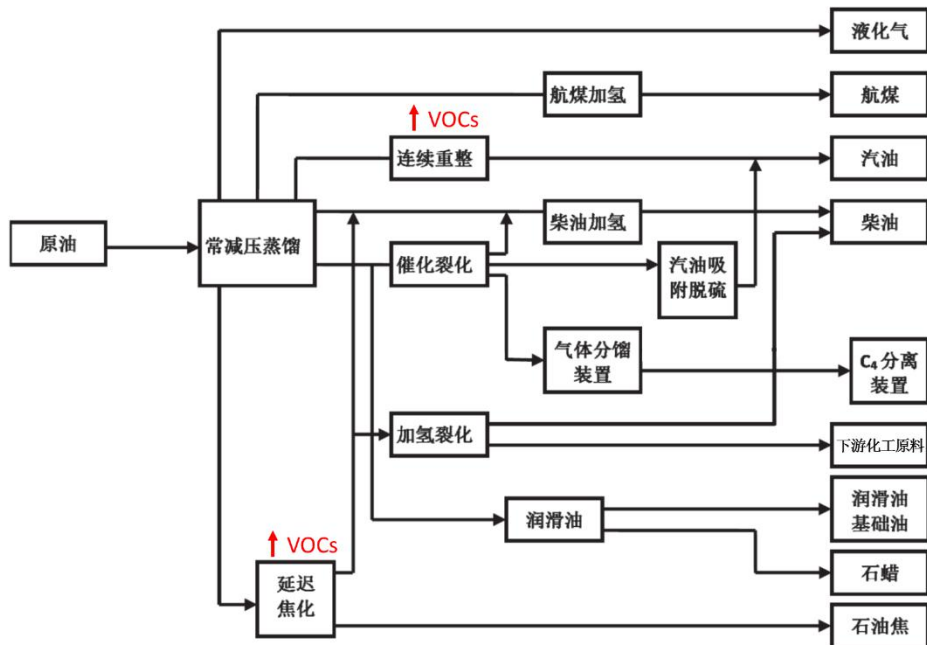 液化气
航煤加氢
航煤
VOCs
连续重整
汽油
原油
常减压蒸馏
柴油加氢
柴油
催化裂化
汽油吸
附脱硫
气体分馏
装置
C₄分离
装置
加氢裂化
下游化工原料
润滑油
润滑油
基础油
VOCs
延迟
焦化
石蜡
石油焦